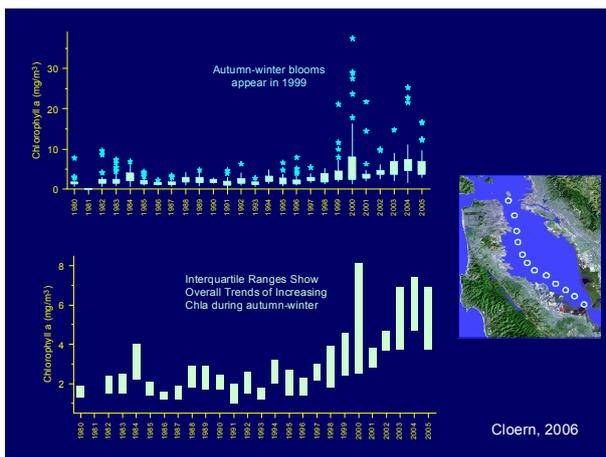 Autumn-winter blooms
appear in 1999
Chlorophyll a (mg/m³)
30
20
10
0
1980 1981 1982 1983 1984 1985 1986 1987 1988 1989 1990 1991 1992 1993 1994 1995 1996 1997 1998 1999 2000 2001 2002 2003 2004 2005
Interquartile Ranges Show
Overall Trends of Increasing
Chla during autumn-winter
Chlorophyll a (mg/m³)
8
6
4
2
1980 1981 1982 1983 1984 1985 1986 1987 1988 1989 1990 1991 1992 1993 1994 1995 1996 1997 1998 1999 2000 2001 2002 2003 2004 2005
Cloern, 2006